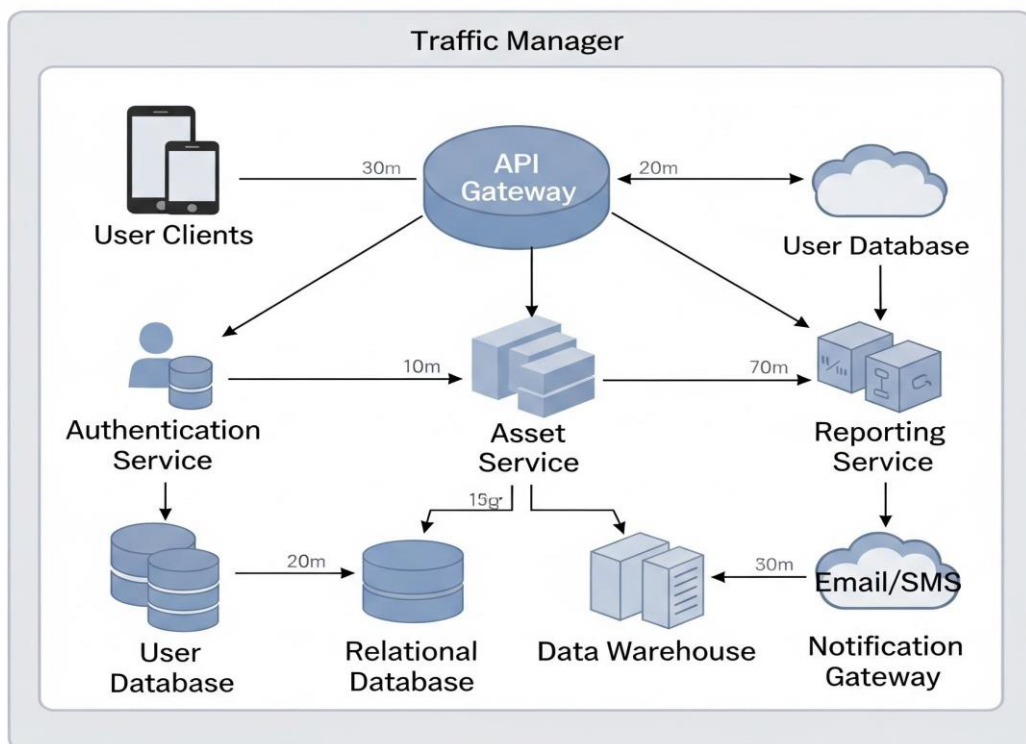 Traffic Manager
30m
API
Gateway
20m
User Clients
User Database
10m
70m
Authentication
Service
Asset
Service
Reporting
Service
20m
30m
Email/SMS
User
Database
Relational
Database
Data Warehouse
Notification
Gateway